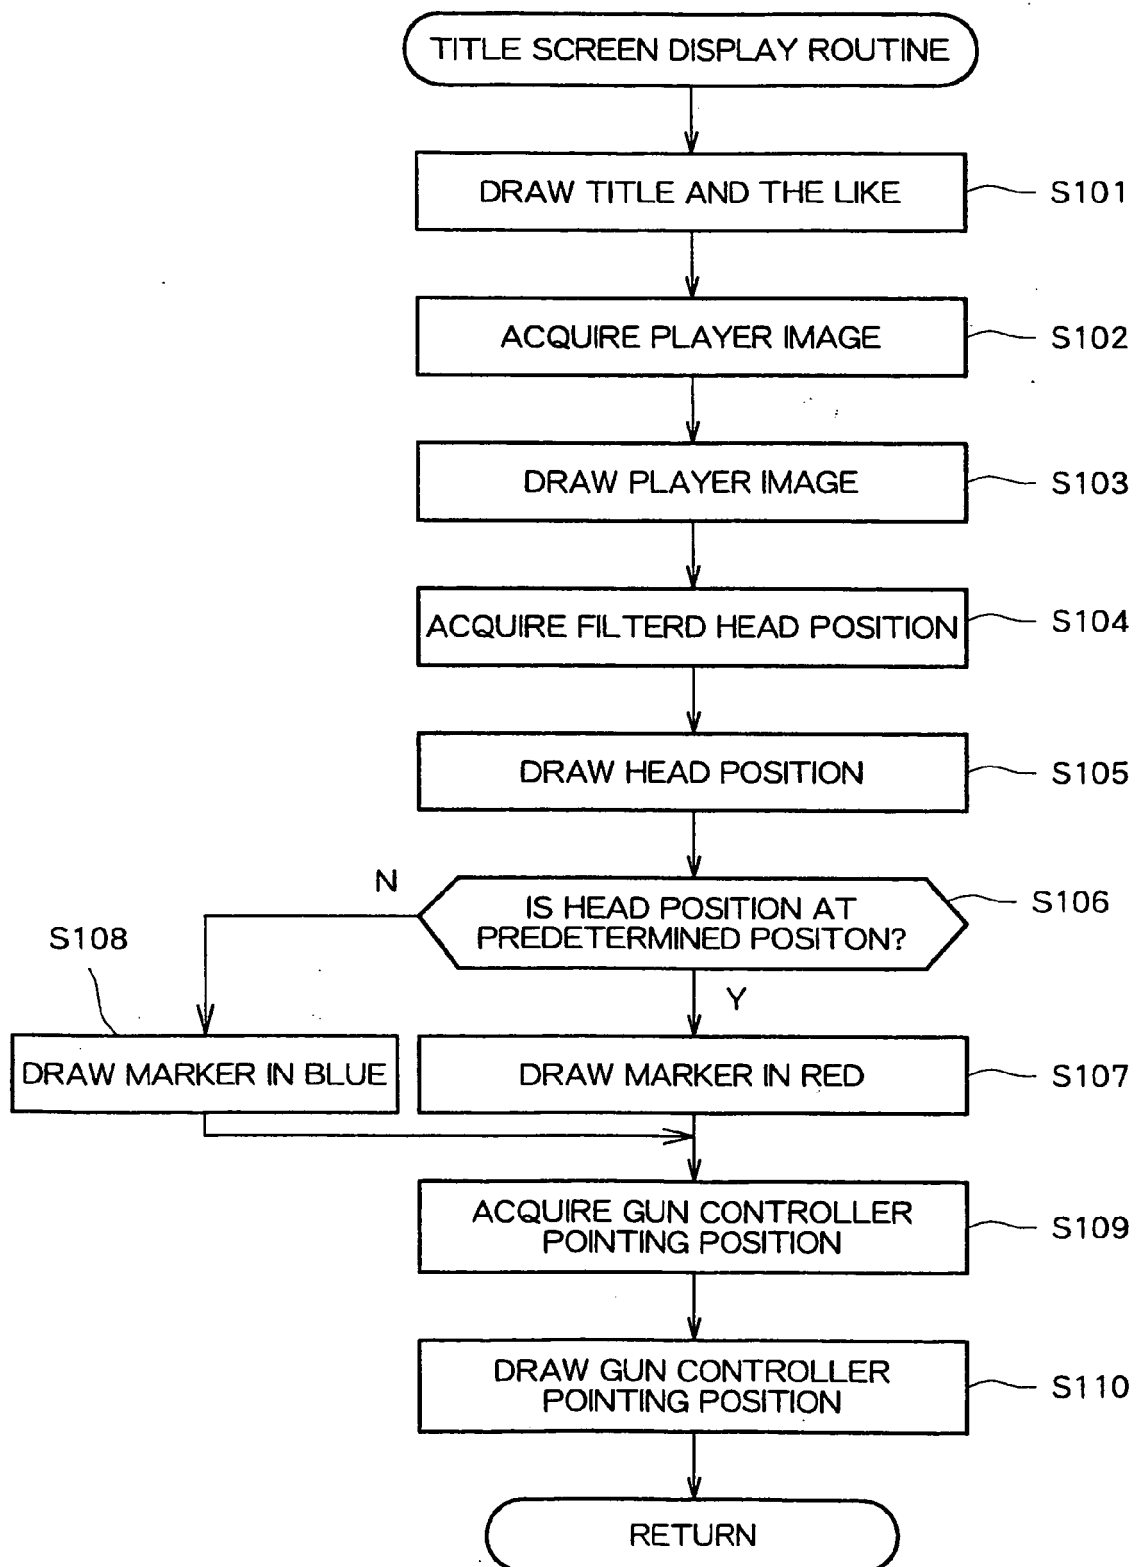 TITLE SCREEN DISPLAY ROUTINE
DRAW TITLE AND THE LIKE
S101
ACQUIRE PLAYER IMAGE
S102
DRAW PLAYER IMAGE
S103
ACQUIRE FILTERD HEAD POSITION
S104
DRAW HEAD POSITION
S105
N
IS HEAD POSITION AT
PREDETERMINED POSITON?
S106
S108
Y
DRAW MARKER IN BLUE
DRAW MARKER IN RED
S107
ACQUIRE GUN CONTROLLER
POINTING POSITION
S109
DRAW GUN CONTROLLER
POINTING POSITION
S110
RETURN